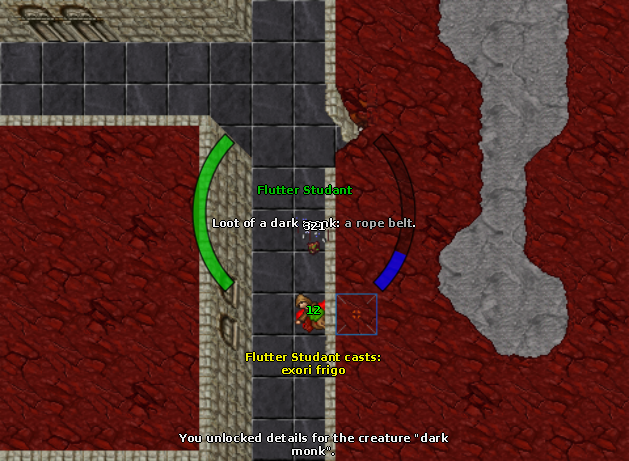 Flutter Studant
Loot of a dark monk: a rope belt.
321
12
Flutter Studant casts:
exori frigo
You unlocked details for the creature "dark
monk".